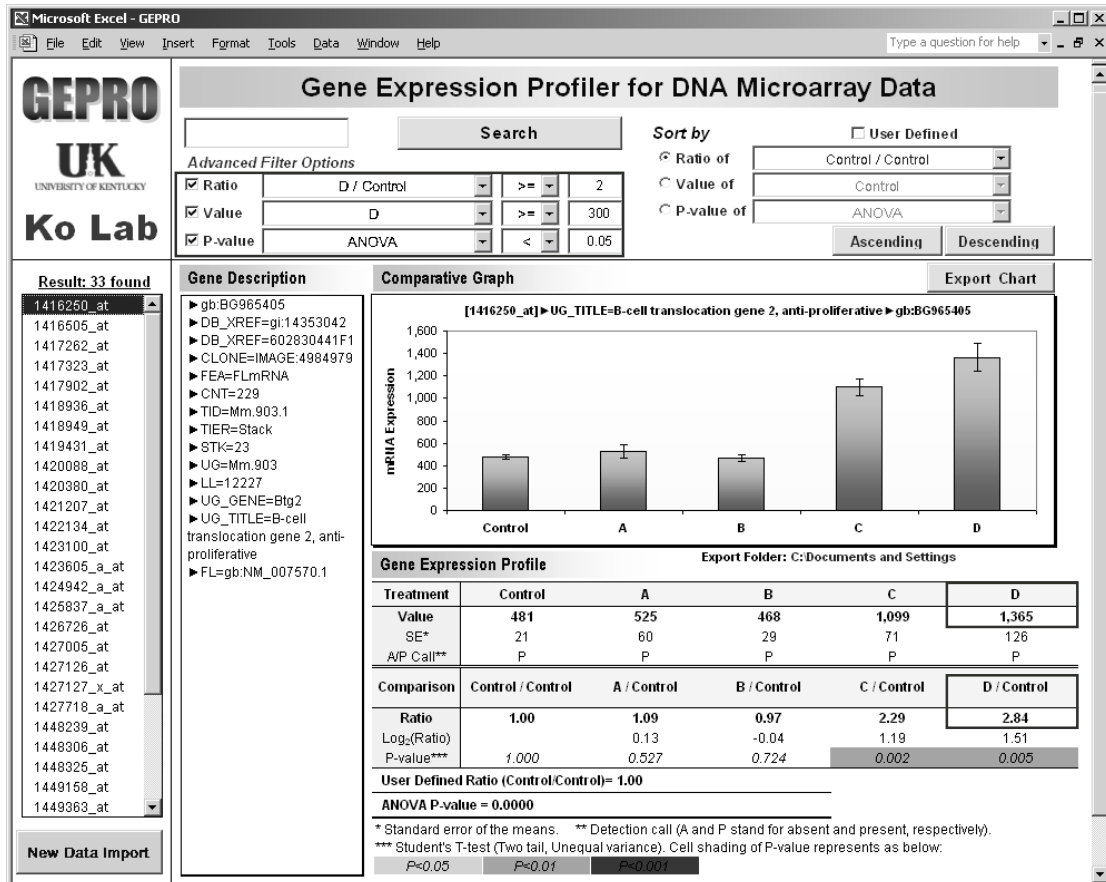 Microsoft Excel - GEPRO
File Edit View Insert Format Tools Data Window Help
Type a question for help
GEPRO
UK
UNIVERSITY OF KENTUCKY
Ko Lab
Gene Expression Profiler for DNA Microarray Data
Search
Advanced Filter Options
Ratio D / Control >= 2
Value D >= 300
P-value ANOVA < 0.05
Sort by User Defined
Ratio of Control / Control
Value of Control
P-value of ANOVA
Ascending Descending
Result: 33 found
1416250_at
1416505_at
1417262_at
1417323_at
1417902_at
1418936_at
1418949_at
1419431_at
1420088_at
1420380_at
1421207_at
1422134_at
1423100_at
1423605_a_at
1424942_a_at
1425837_a_at
1426726_at
1427005_at
1427126_at
1427127_x_at
1427718_a_at
1448239_at
1448306_at
1448325_at
1449158_at
1449363_at
New Data Import
Gene Description
►gb:BG965405
►DB_XREF=gi:14353042
►DB_XREF=602830441F1
►CLONE=IMAGE:4984979
►FEA=FLmRNA
►CNT=229
►TID=Mm.903.1
►TIER=Stack
►STK=23
►UG=Mm.903
►LL=12227
►UG_GENE=Btg2
►UG_TITLE=B-cell
translocation gene 2, anti-
proliferative
►FL=gb:NM_007570.1
Comparative Graph
Export Chart
[1416250_at]►UG_TITLE=B-cell translocation gene 2, anti-proliferative►gb:BG965405
mRNA Expression
1,600
1,400
1,200
1,000
800
600
400
200
0
Control A B C D
Export Folder: C:\Documents and Settings
Gene Expression Profile
Treatment Control A B C D
Value 481 525 468 1,099 1,365
SE* 21 60 29 71 126
A/P Call** P P P P P
Comparison Control / Control A / Control B / Control C / Control D / Control
Ratio 1.00 1.09 0.97 2.29 2.84
Log2(Ratio) 0.13 -0.04 1.19 1.51
P-value*** 1.000 0.527 0.724 0.002 0.005
User Defined Ratio (Control/Control)= 1.00
ANOVA P-value = 0.0000
* Standard error of the means. ** Detection call (A and P stand for absent and present, respectively).
*** Student's T-test (Two tail, Unequal variance). Cell shading of P-value represents as below:
P<0.05 P<0.01 P<0.001